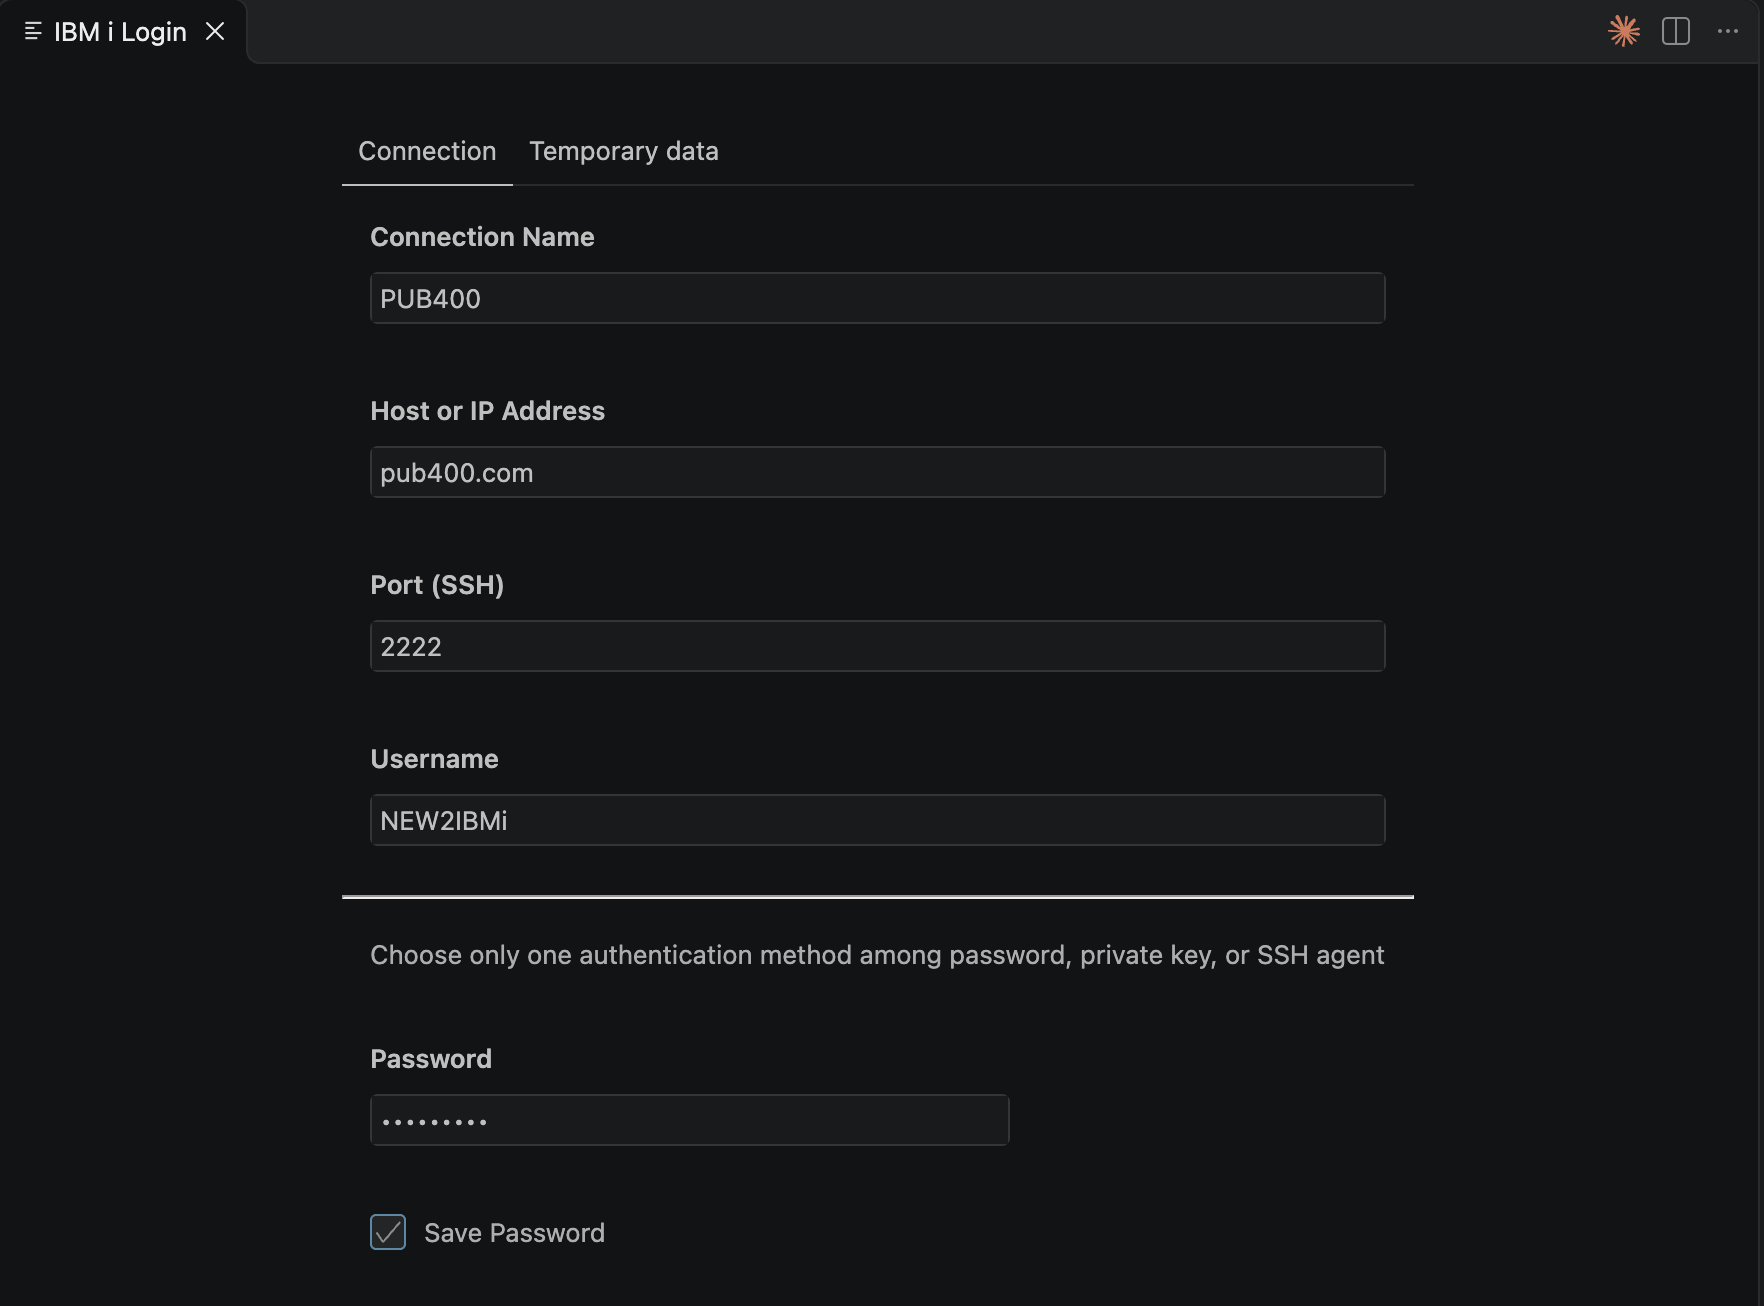 IBM i Login
Connection Temporary data
Connection Name
PUB400
Host or IP Address
pub400.com
Port (SSH)
2222
Username
NEW2IBMi
Choose only one authentication method among password, private key, or SSH agent
Password
•••••••••
Save Password